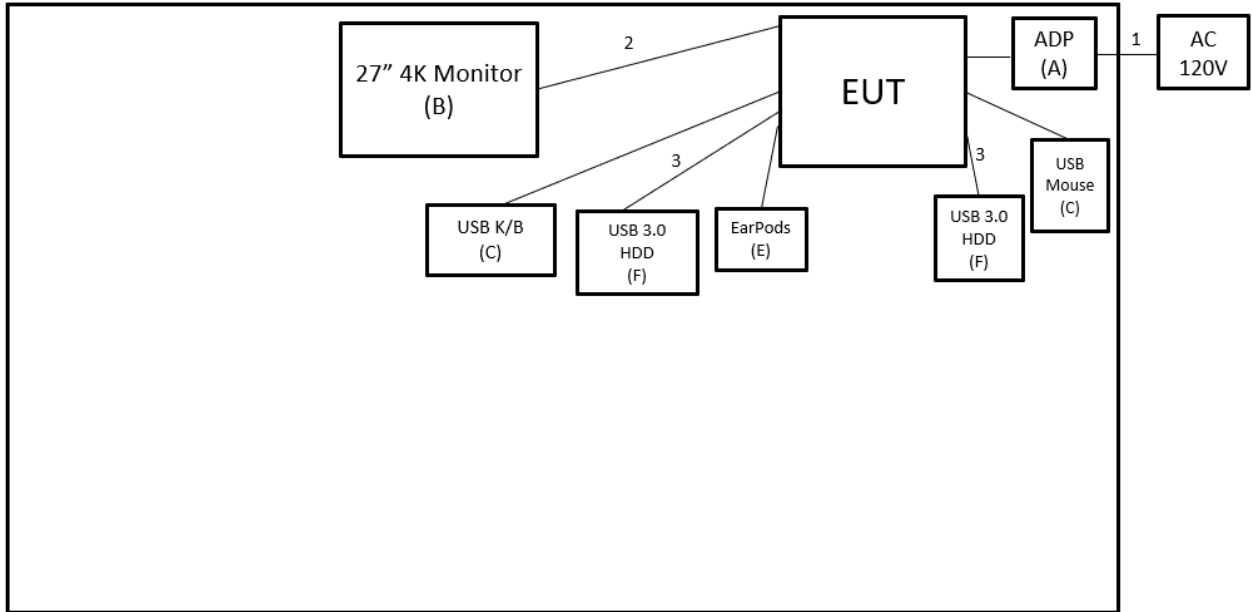 27” 4K Monitor
(B)
2
EUT
ADP
(A)
1
AC
120V
3
3
USB K/B
(C)
USB 3.0
HDD
(F)
EarPods
(E)
USB 3.0
HDD
(F)
USB
Mouse
(C)